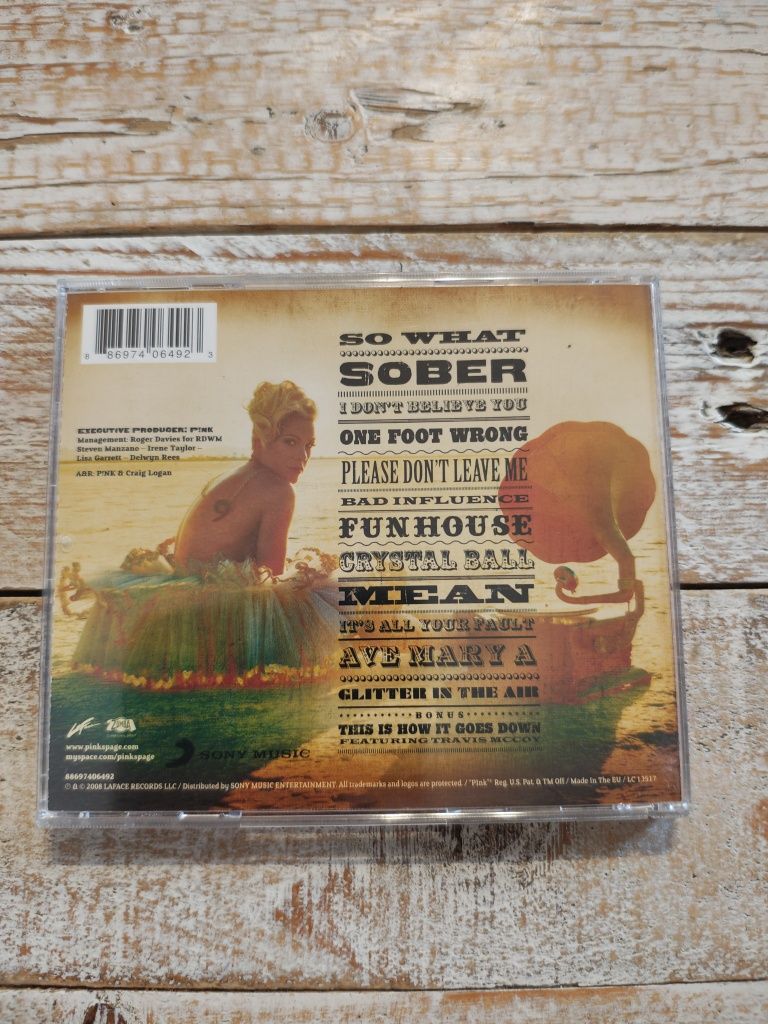 8 86974 06492 3
EXECUTIVE PRODUCER: P!NK
Management: Roger Davies for RDWM
Steven Manzano – Irene Taylor –
Lisa Garrett – Delwyn Rees
A&R: P!NK & Craig Logan
SO WHAT
SOBER
I DON'T BELIEVE YOU
ONE FOOT WRONG
PLEASE DON'T LEAVE ME
BAD INFLUENCE
FUNHOUSE
CRYSTAL BALL
MEAN
IT'S ALL YOUR FAULT
AVE MARY A
GLITTER IN THE AIR
BONUS
THIS IS HOW IT GOES DOWN
FEATURING TRAVIS MCCOY
LF ZOMBA
www.pinkspage.com
myspace.com/pinkspage
SONY MUSIC
88697406492
℗ & © 2008 LAFACE RECORDS LLC / Distributed by SONY MUSIC ENTERTAINMENT. All trademarks and logos are protected. / "P!nk"® Reg. U.S. Pat. & TM Off / Made In The EU / LC 13517